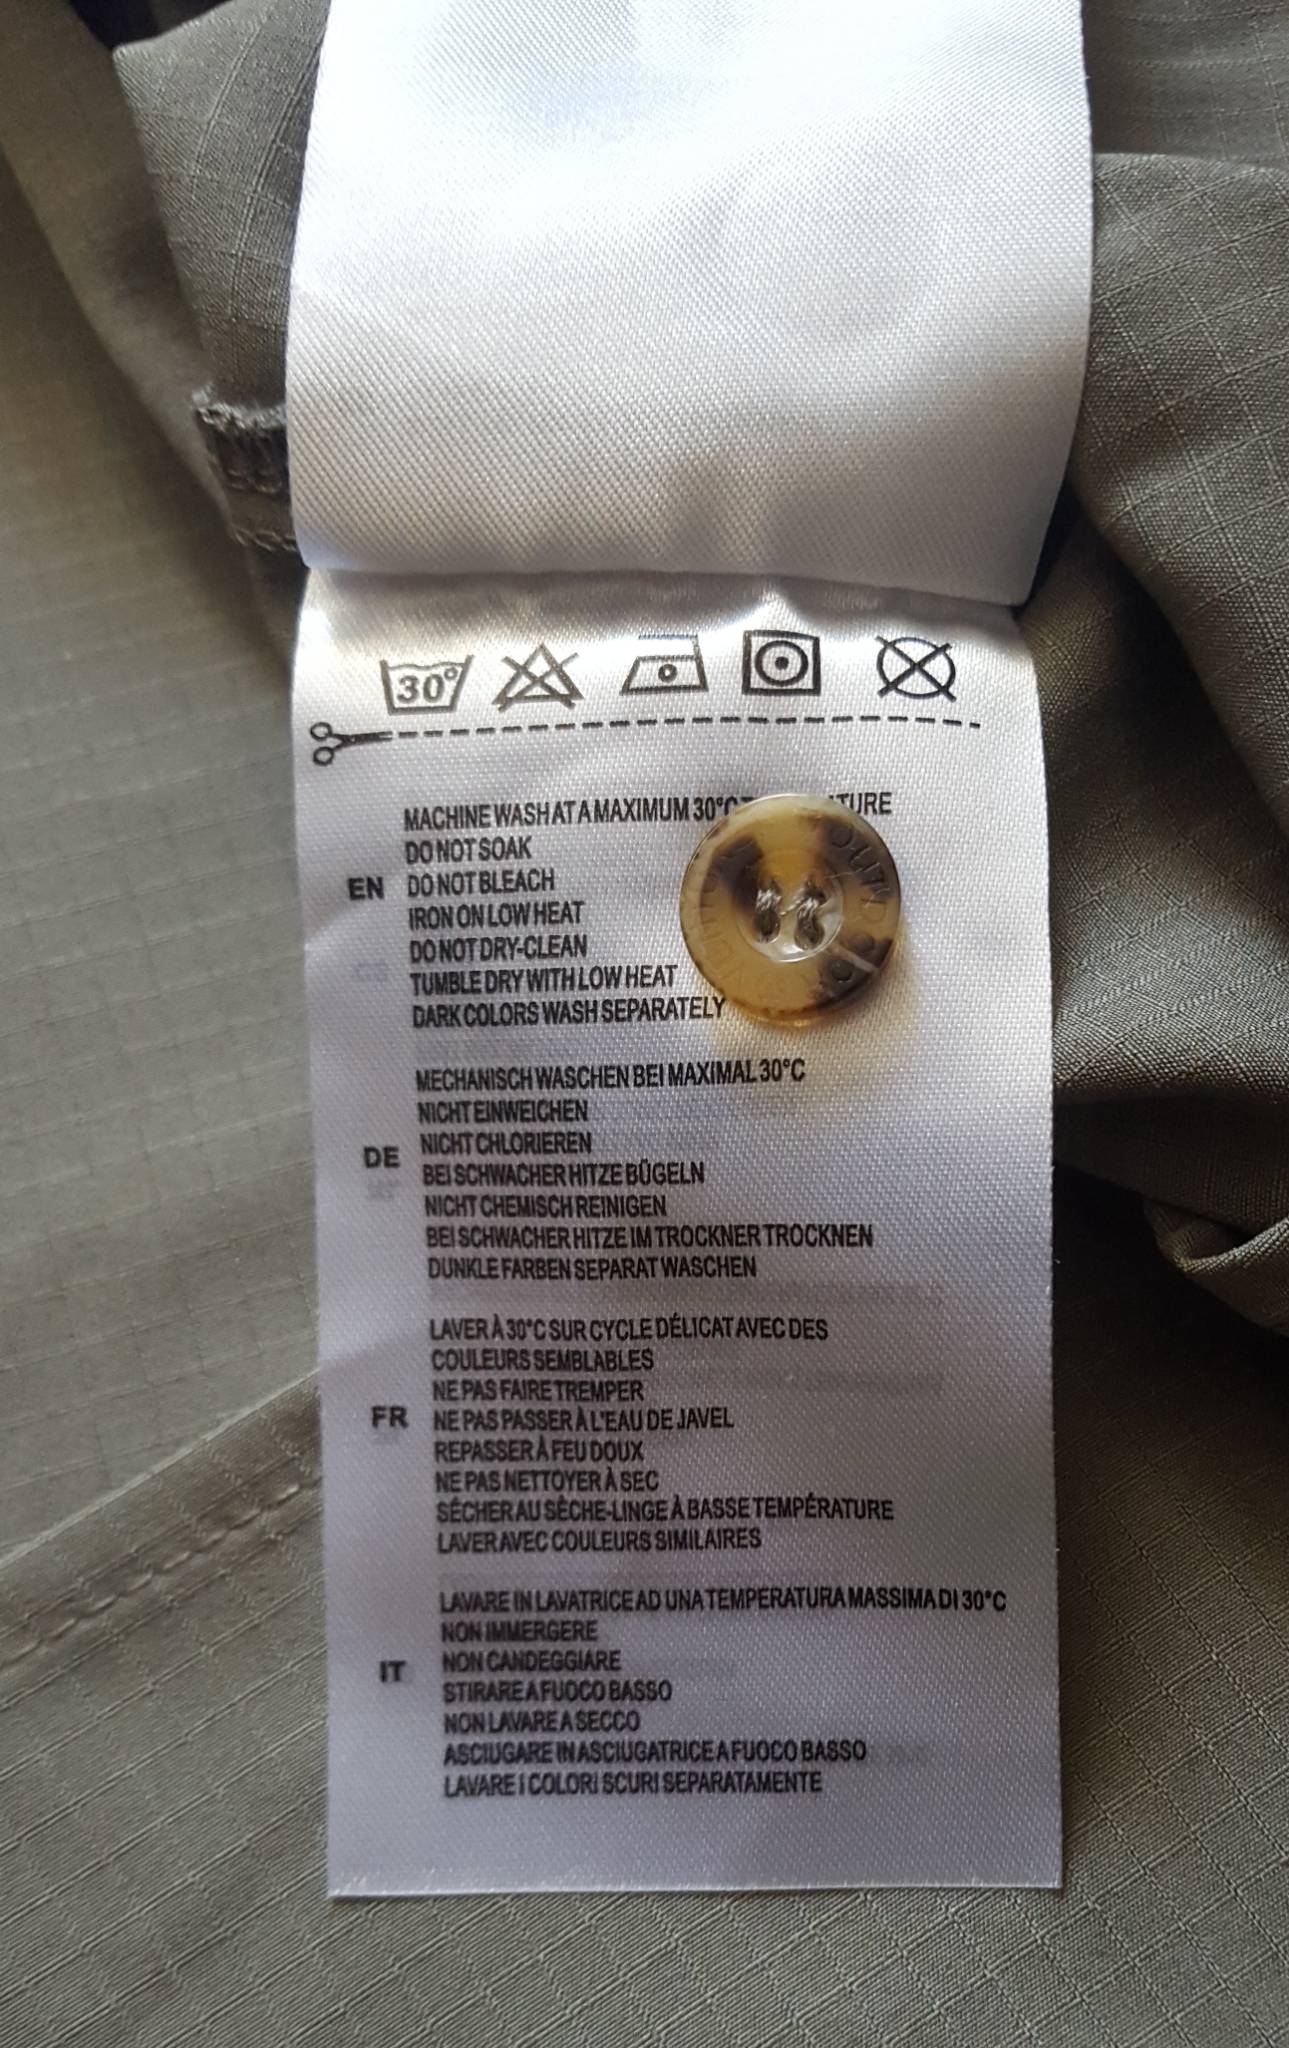 30°
MACHINE WASH AT A MAXIMUM 30°C
DO NOT SOAK
EN
DO NOT BLEACH
IRON ON LOW HEAT
DO NOT DRY-CLEAN
TUMBLE DRY WITH LOW HEAT
DARK COLORS WASH SEPARATELY
MECHANISCH WASCHEN BEI MAXIMAL 30°C
NICHT EINWEICHEN
NICHT CHLORIEREN
DE
BEI SCHWACHER HITZE BÜGELN
NICHT CHEMISCH REINIGEN
BEI SCHWACHER HITZE IM TROCKNER TROCKNEN
DUNKLE FARBEN SEPARAT WASCHEN
LAVER À 30°C SUR CYCLE DÉLICAT AVEC DES
COULEURS SEMBLABLES
NE PAS FAIRE TREMPER
FR
NE PAS PASSER À L'EAU DE JAVEL
REPASSER À FEU DOUX
NE PAS NETTOYER À SEC
SÉCHER AU SÈCHE-LINGE À BASSE TEMPÉRATURE
LAVER AVEC COULEURS SIMILAIRES
LAVARE IN LAVATRICE AD UNA TEMPERATURA MASSIMA DI 30°C
NON IMMERGERE
IT
NON CANDEGGIARE
STIRARE A FUOCO BASSO
NON LAVARE A SECCO
ASCIUGARE IN ASCIUGATRICE A FUOCO BASSO
LAVARE I COLORI SCURI SEPARATAMENTE